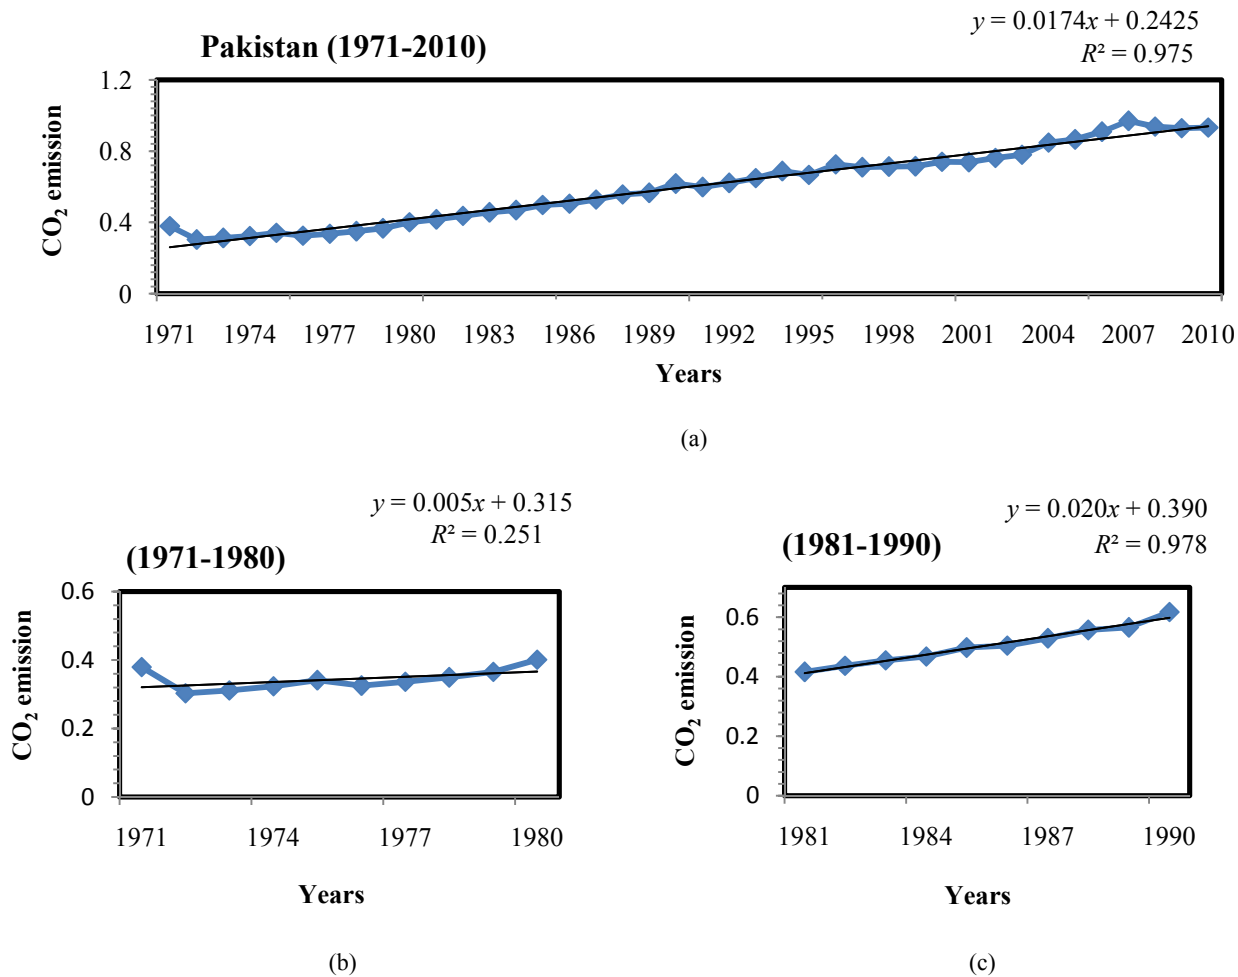 y = 0.0174x + 0.2425
R² = 0.975
Pakistan (1971-2010)
CO₂ emission
1.2
0.8
0.4
0
1971 1974 1977 1980 1983 1986 1989 1992 1995 1998 2001 2004 2007 2010
Years
(a)
y = 0.005x + 0.315
R² = 0.251
(1971-1980)
CO₂ emission
0.6
0.4
0.2
0
1971 1974 1977 1980
Years
(b)
y = 0.020x + 0.390
R² = 0.978
(1981-1990)
CO₂ emission
0.6
0.4
0.2
0
1981 1984 1987 1990
Years
(c)